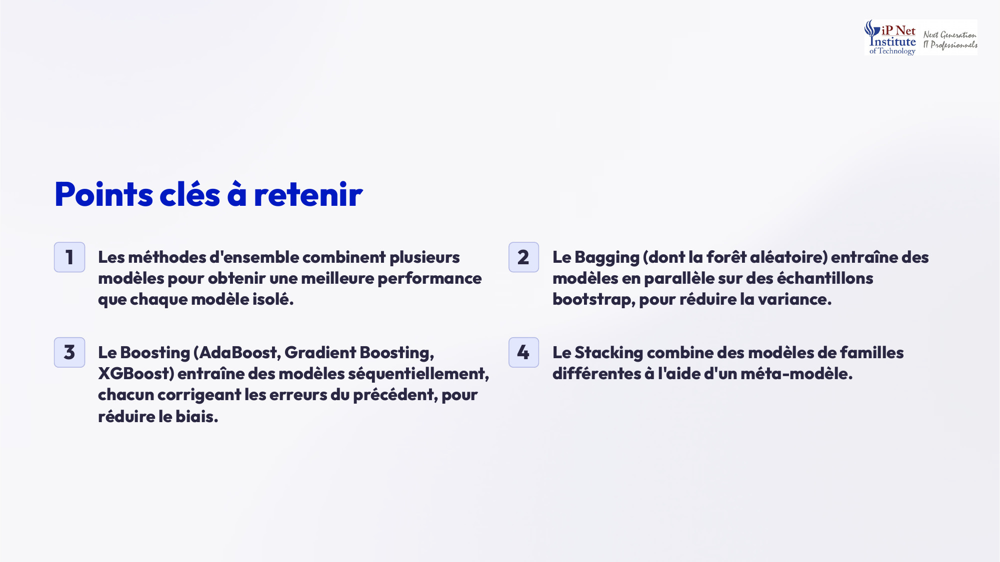 iP Net
Institute
of Technology
Next Generation
IT Professionnels
Points clés à retenir
1
Les méthodes d'ensemble combinent plusieurs
modèles pour obtenir une meilleure performance
que chaque modèle isolé.
2
Le Bagging (dont la forêt aléatoire) entraîne des
modèles en parallèle sur des échantillons
bootstrap, pour réduire la variance.
3
Le Boosting (AdaBoost, Gradient Boosting,
XGBoost) entraîne des modèles séquentiellement,
chacun corrigeant les erreurs du précédent, pour
réduire le biais.
4
Le Stacking combine des modèles de familles
différentes à l'aide d'un méta-modèle.